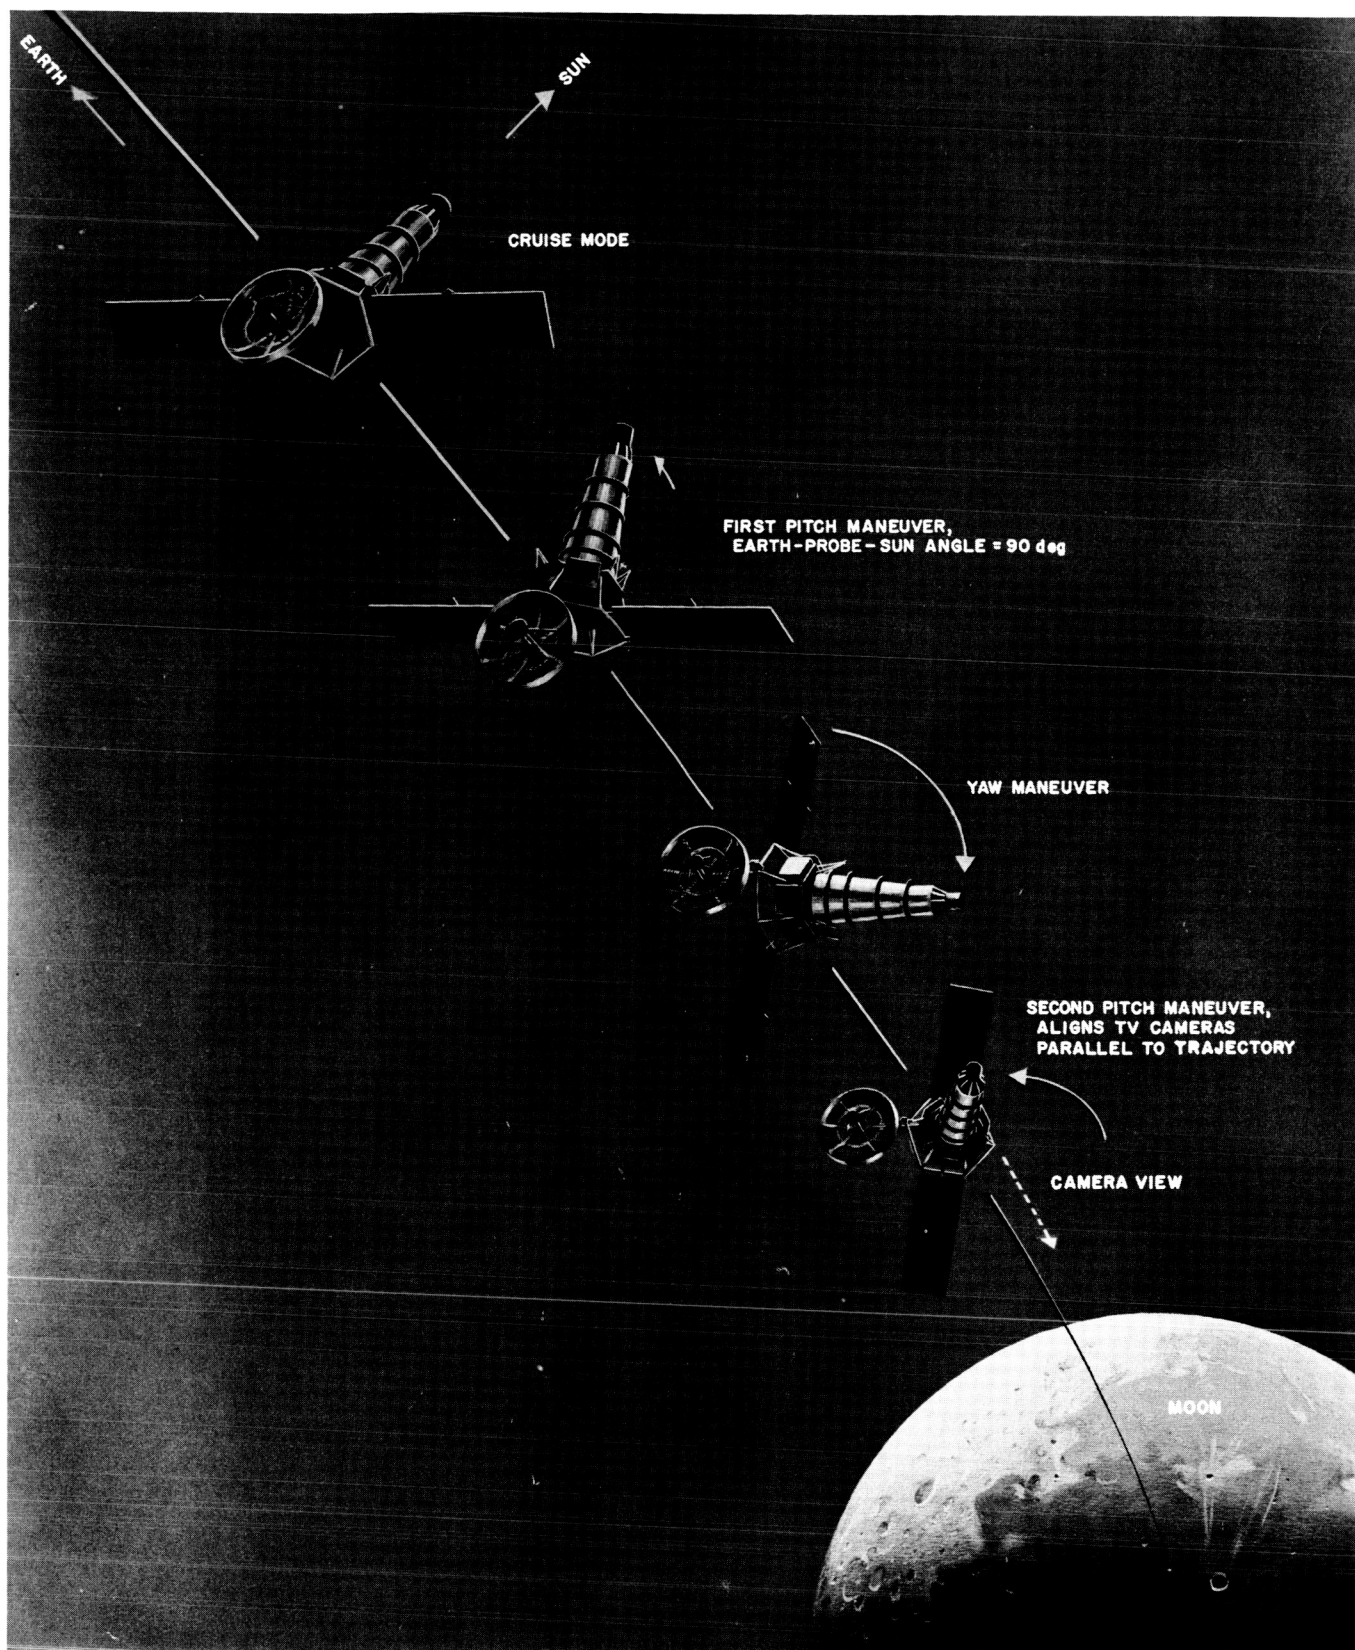 EARTH
SUN
CRUISE MODE
FIRST PITCH MANEUVER,
EARTH-PROBE-SUN ANGLE = 90 deg
YAW MANEUVER
SECOND PITCH MANEUVER,
ALIGNS TV CAMERAS
PARALLEL TO TRAJECTORY
CAMERA VIEW
MOON